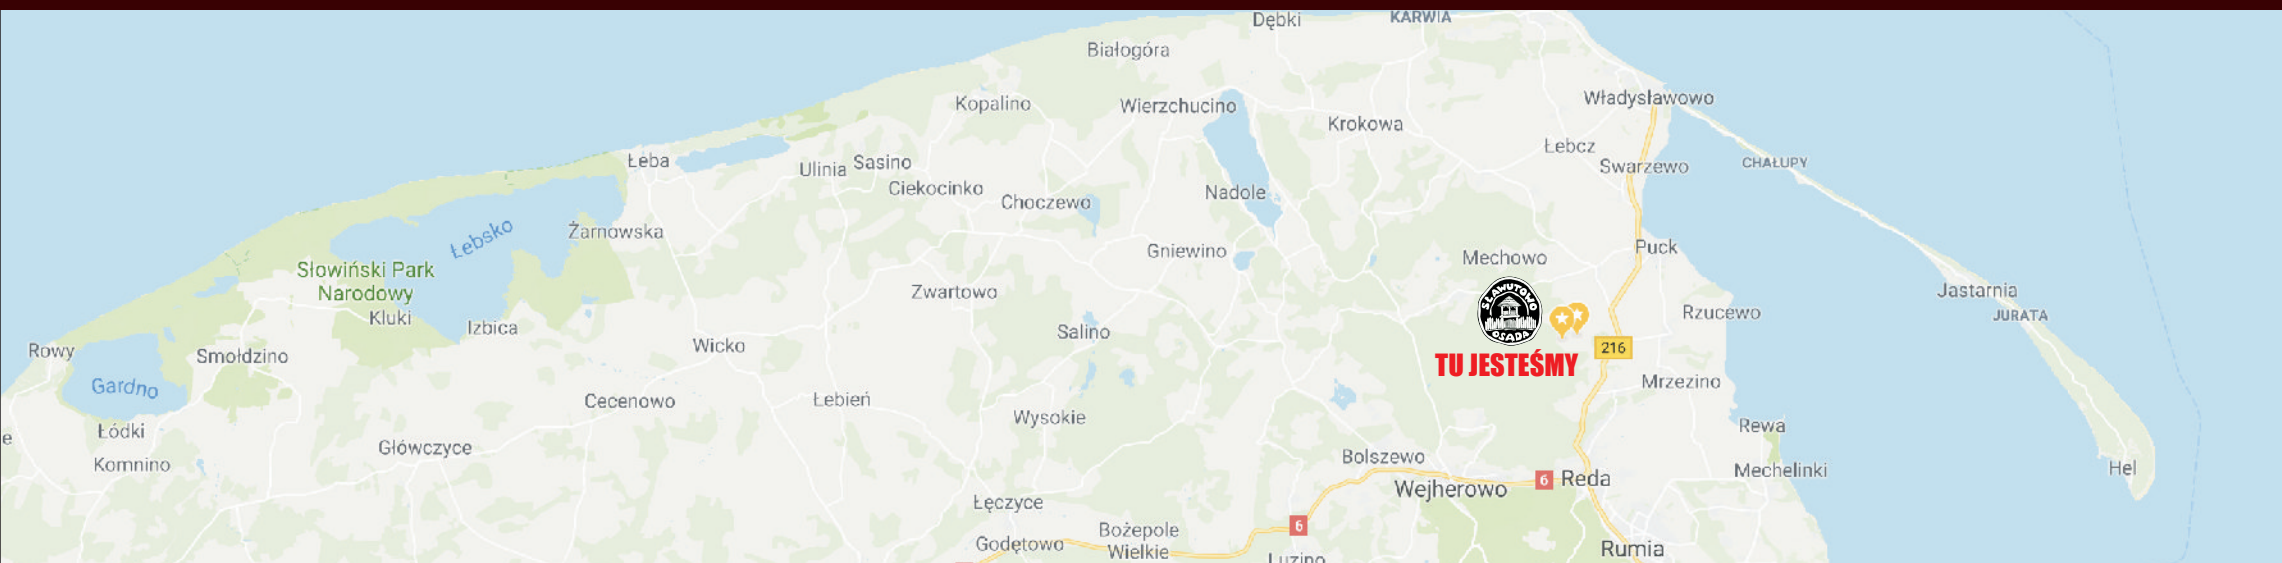 Dębki
KARWIA
Białogóra
Kopalino
Wierzchucino
Władysławowo
Krokowa
Łebcz
Łeba
Ulinia
Sasino
Swarzewo
CHAŁUPY
Ciekocinko
Choczewo
Nadole
Łebsko
Żarnowska
Gniewino
Mechowo
Puck
Słowiński Park
Narodowy
Kluki
Zwartowo
SŁAWUTOWO
OSADA
Jastarnia
JURATA
Rzucewo
Izbica
Salino
Wicko
Rowy
Smołdzino
216
TU JESTEŚMY
Gardno
Mrzezino
Cecenowo
Łebień
Wysokie
Rewa
Łódki
e
Główczyce
Komnino
Bolszewo
Mechelinki
Hel
6
Reda
Wejherowo
Łęczyce
6
Bożepole
Wielkie
Godętowo
Rumia
Luzino